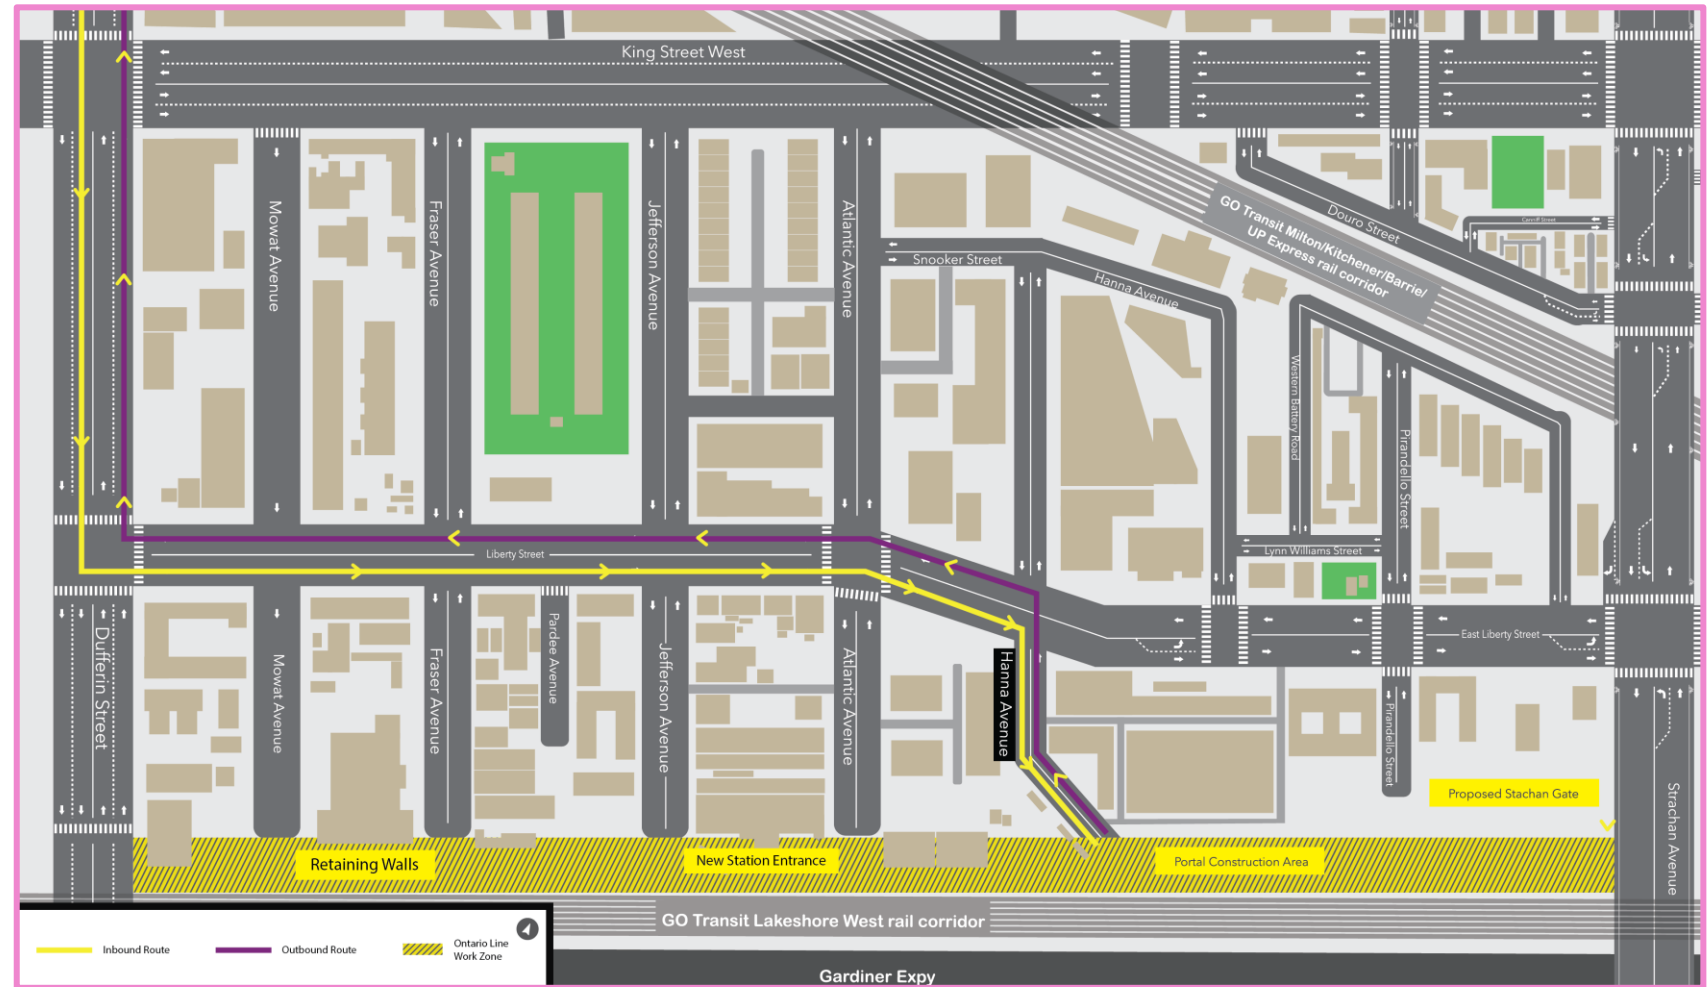 King Street West
Mowat Avenue
Fraser Avenue
Jefferson Avenue
Atlantic Avenue
Snooker Street
Hanna Avenue
GO Transit Milton/Kitchener/Barrie/
UP Express rail corridor
Douro Street
Canniff Street
Western Battery Road
Pirandello Street
Lynn Williams Street
Liberty Street
East Liberty Street
Dufferin Street
Mowat Avenue
Fraser Avenue
Pardee Avenue
Jefferson Avenue
Atlantic Avenue
Hanna Avenue
Pirandello Street
Strachan Avenue
Proposed Stachan Gate
Retaining Walls
New Station Entrance
Portal Construction Area
GO Transit Lakeshore West rail corridor
Gardiner Expy
Inbound Route
Outbound Route
Ontario Line
Work Zone